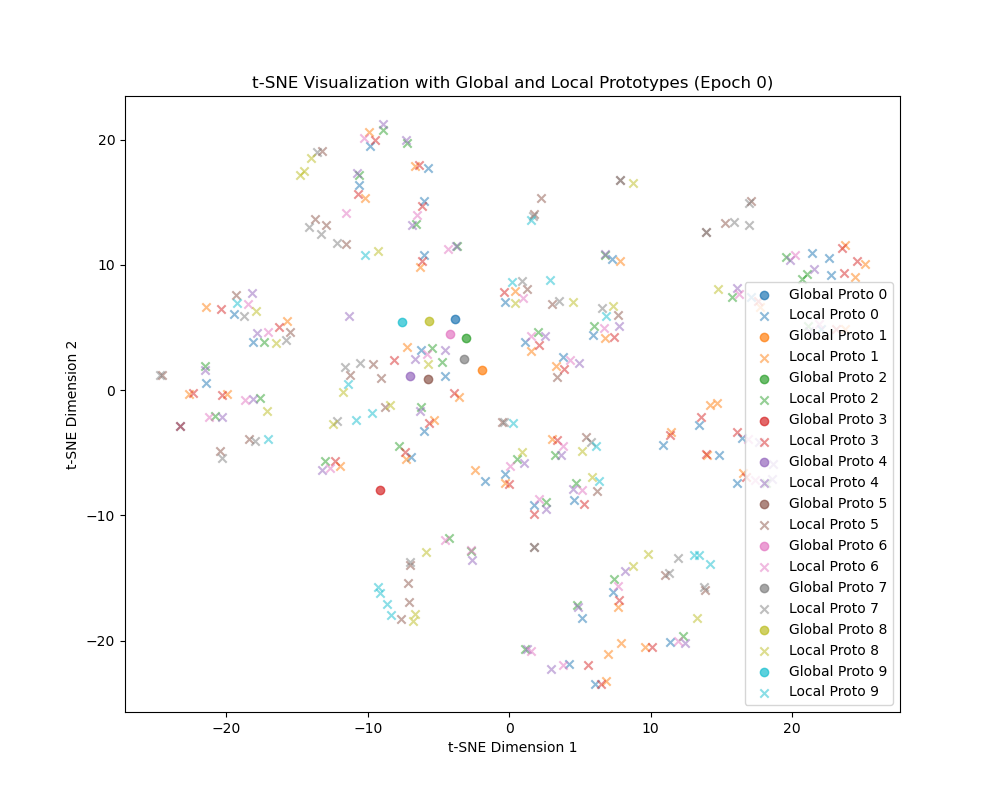 t-SNE Visualization with Global and Local Prototypes (Epoch 0)
t-SNE Dimension 2
20
10
0
−10
−20
−20
−10
0
10
20
t-SNE Dimension 1
Global Proto 0
Local Proto 0
Global Proto 1
Local Proto 1
Global Proto 2
Local Proto 2
Global Proto 3
Local Proto 3
Global Proto 4
Local Proto 4
Global Proto 5
Local Proto 5
Global Proto 6
Local Proto 6
Global Proto 7
Local Proto 7
Global Proto 8
Local Proto 8
Global Proto 9
Local Proto 9